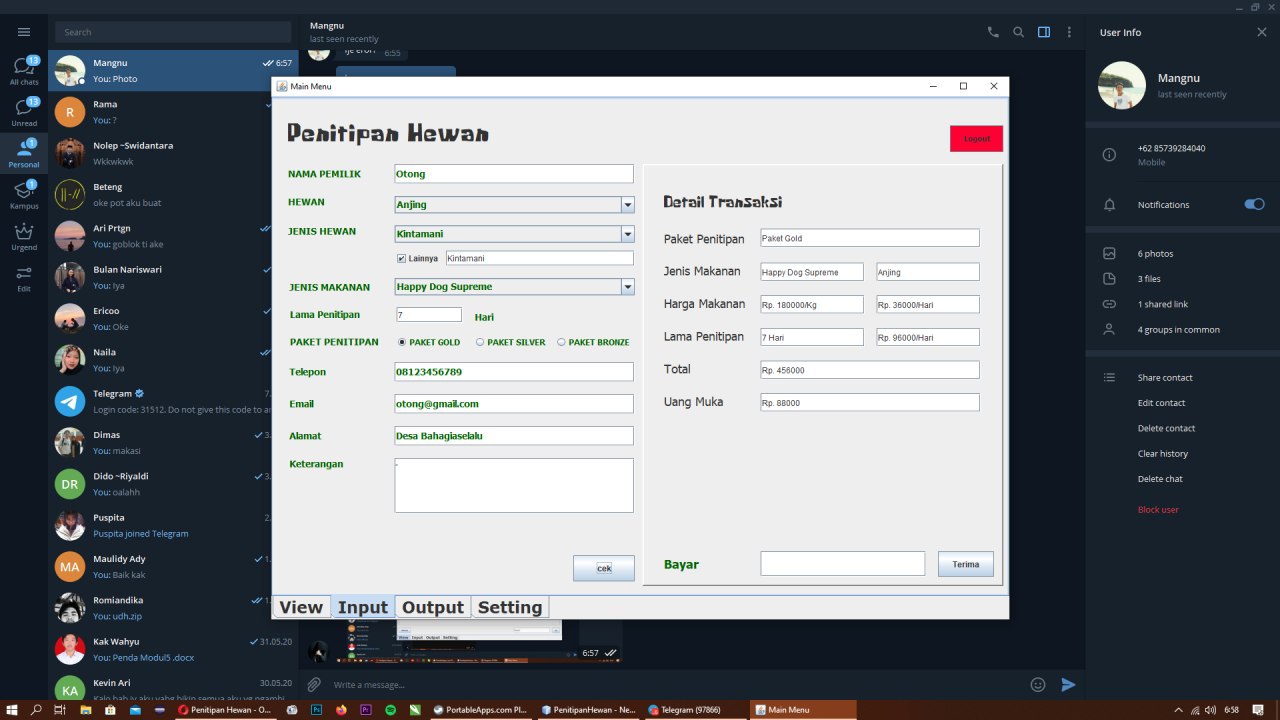 Search
13
All chats
13
Unread
1
Personal
1
Kampus
Urgend
Edit
Mangnu
6:57
You: Photo
R
Rama
You: ?
Nolep ~Swidantara
Wkkwkwk
Beteng
oke pot aku buat
Ari Prtgn
You: goblok ti ake
Bulan Nariswari
You: Iya
Ericoo
You: Oke
Naila
You: Iya
Telegram
7.
Login code: 31512. Do not give this code to an
Dimas
3.
You: makasi
DR
Dido ~Riyaldi
3.
You: oalahh
Puspita
2
Puspita joined Telegram
MA
Maulidy Ady
1.
You: Baik kak
Romiandika
1
You: udh.zip
Kak Wahyu
31.05.20
You: Penda Modul5 .docx
KA
Kevin Ari
30.05.20
Mangnu
last seen recently
6:55
Main Menu
Penitipan Hewan
Logout
NAMA PEMILIK
Otong
HEWAN
Anjing
JENIS HEWAN
Kintamani
Lainnya
Kintamani
JENIS MAKANAN
Happy Dog Supreme
Lama Penitipan
7
Hari
PAKET PENITIPAN
PAKET GOLD
PAKET SILVER
PAKET BRONZE
Telepon
08123456789
Email
otong@gmail.com
Alamat
Desa Bahagiaselalu
Keterangan
-
cek
Detail Transaksi
Paket Penitipan
Paket Gold
Jenis Makanan
Happy Dog Supreme
Anjing
Harga Makanan
Rp. 180000/Kg
Rp. 36000/Hari
Lama Penitipan
7 Hari
Rp. 96000/Hari
Total
Rp. 456000
Uang Muka
Rp. 88000
Bayar
Terima
View
Input
Output
Setting
6:57
Write a message...
User Info
Mangnu
last seen recently
+62 85739284040
Mobile
Notifications
6 photos
3 files
1 shared link
4 groups in common
Share contact
Edit contact
Delete contact
Clear history
Delete chat
Block user
Penitipan Hewan - O...
PortableApps.com Pl...
PenitipanHewan - Ne...
Telegram (97866)
Main Menu
6:58